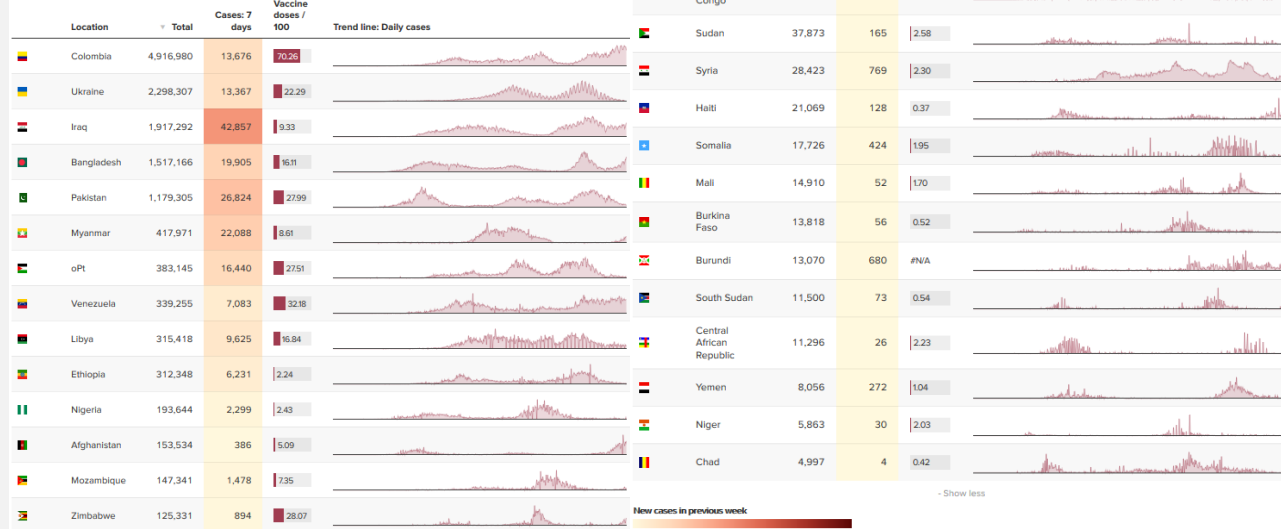 Location Total Cases: 7 days Vaccine doses / 100 Trend line: Daily cases
Colombia 4,916,980 13,676 70.26
Ukraine 2,298,307 13,367 22.29
Iraq 1,917,292 42,857 9.33
Bangladesh 1,517,166 19,905 16.11
Pakistan 1,179,305 26,824 27.99
Myanmar 417,971 22,088 8.61
oPt 383,145 16,440 27.51
Venezuela 339,255 7,083 32.18
Libya 315,418 9,625 16.84
Ethiopia 312,348 6,231 2.24
Nigeria 193,644 2,299 2.43
Afghanistan 153,534 386 5.09
Mozambique 147,341 1,478 7.35
Zimbabwe 125,331 894 28.07
Congo
Sudan 37,873 165 2.58
Syria 28,423 769 2.30
Haiti 21,069 128 0.37
Somalia 17,726 424 1.95
Mali 14,910 52 1.70
Burkina Faso 13,818 56 0.52
Burundi 13,070 680 #N/A
South Sudan 11,500 73 0.54
Central African Republic 11,296 26 2.23
Yemen 8,056 272 1.04
Niger 5,863 30 2.03
Chad 4,997 4 0.42
- Show less
New cases in previous week